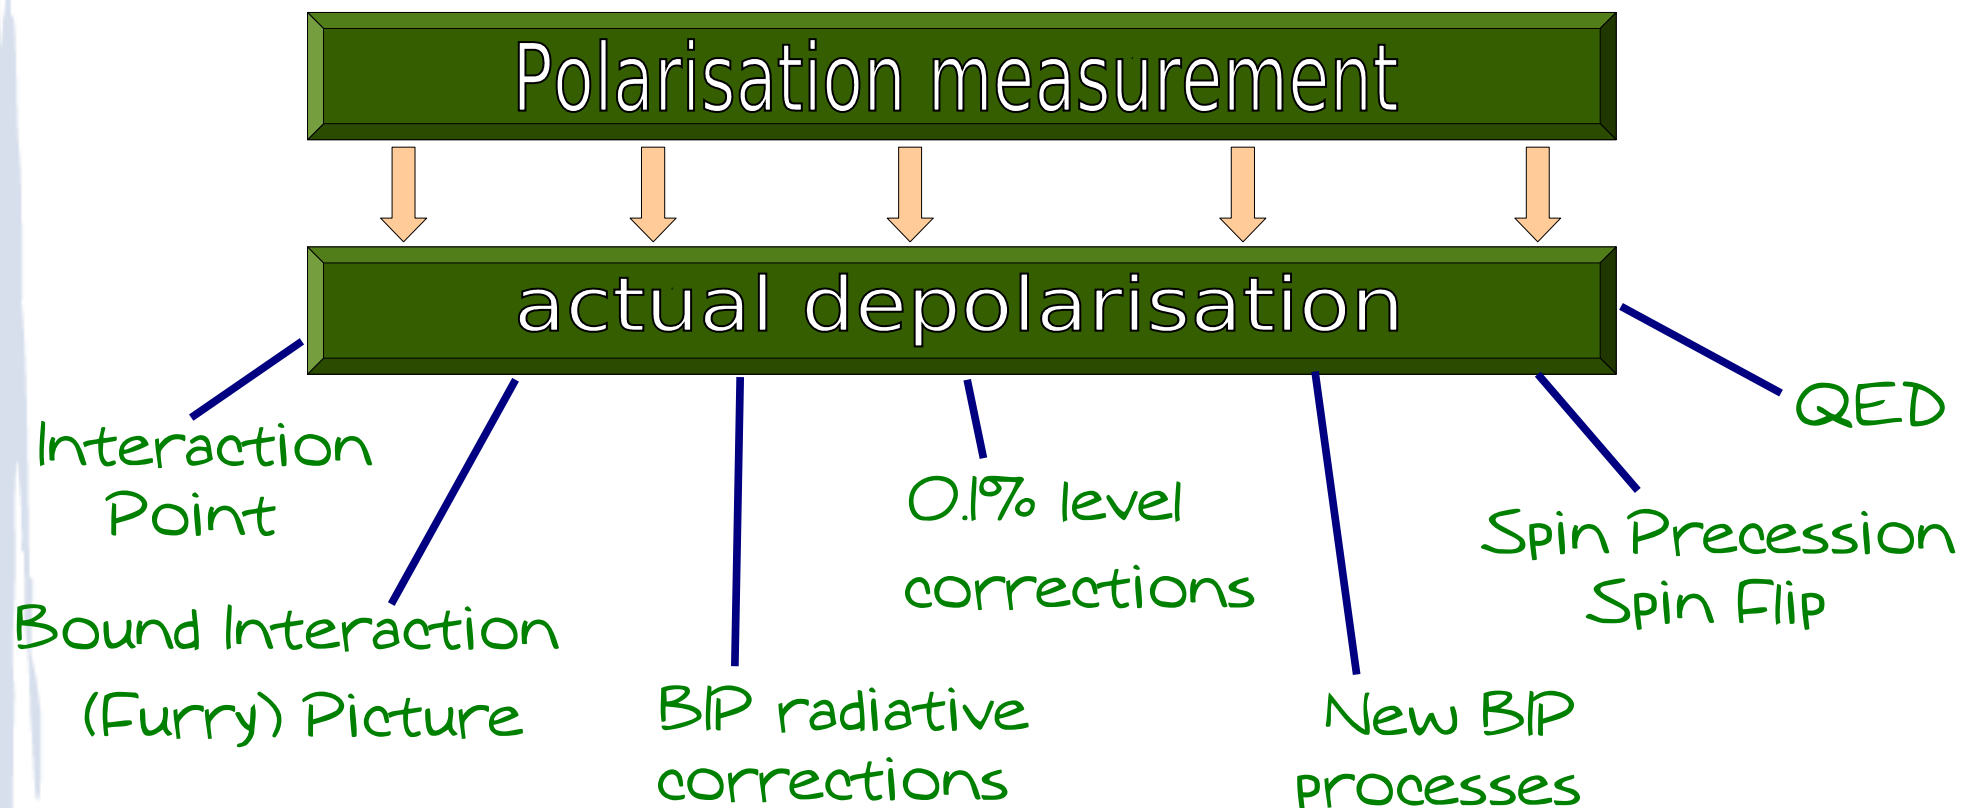 Polarisation measurement
actual depolarisation
Interaction
Point
Bound Interaction
(Furry) Picture
BIP radiative
corrections
0.1% level
corrections
New BIP
processes
Spin Precession
Spin Flip
QED